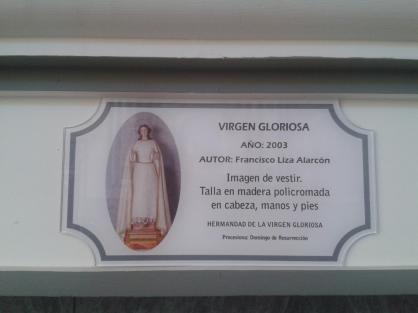 VIRGEN GLORIOSA
AÑO: 2003
AUTOR: Francisco Liza Alarcón
Imagen de vestir.
Talla en madera policromada
en cabeza, manos y pies
HERMANDAD DE LA VIRGEN GLORIOSA
Procesiona: Domingo de Resurrección